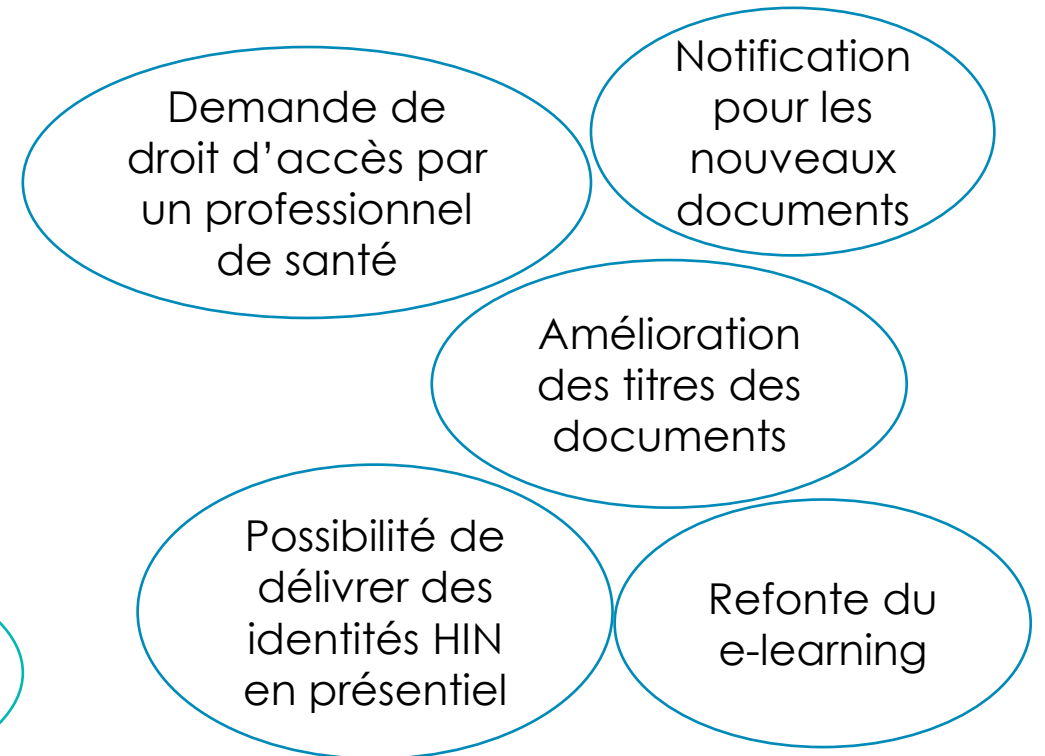 Demande de
droit d’accès par
un professionnel
de santé
Notification
pour les
nouveaux
documents
Amélioration
des titres des
documents
Possibilité de
délivrer des
identités HIN
en présentiel
Refonte du
e-learning